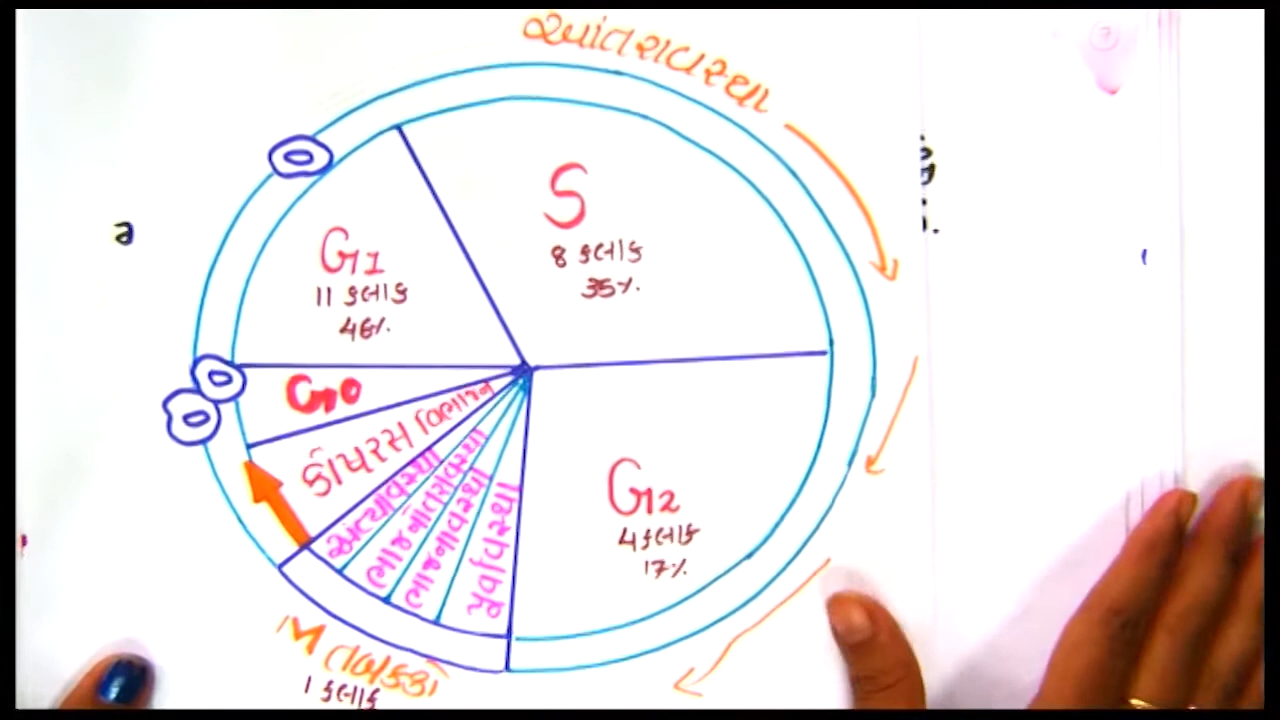 આંતરાવસ્થા
S
8 કલાક
35%
G1
11 કલાક
46%
G0
કોષરસ વિભાજન
અંત્યાવસ્થા
ભાજનોતરાવસ્થા
ભાજનાવસ્થા
પૂર્વાવસ્થા
G2
4 કલાક
17%
M તબક્કો
1 કલાક
a